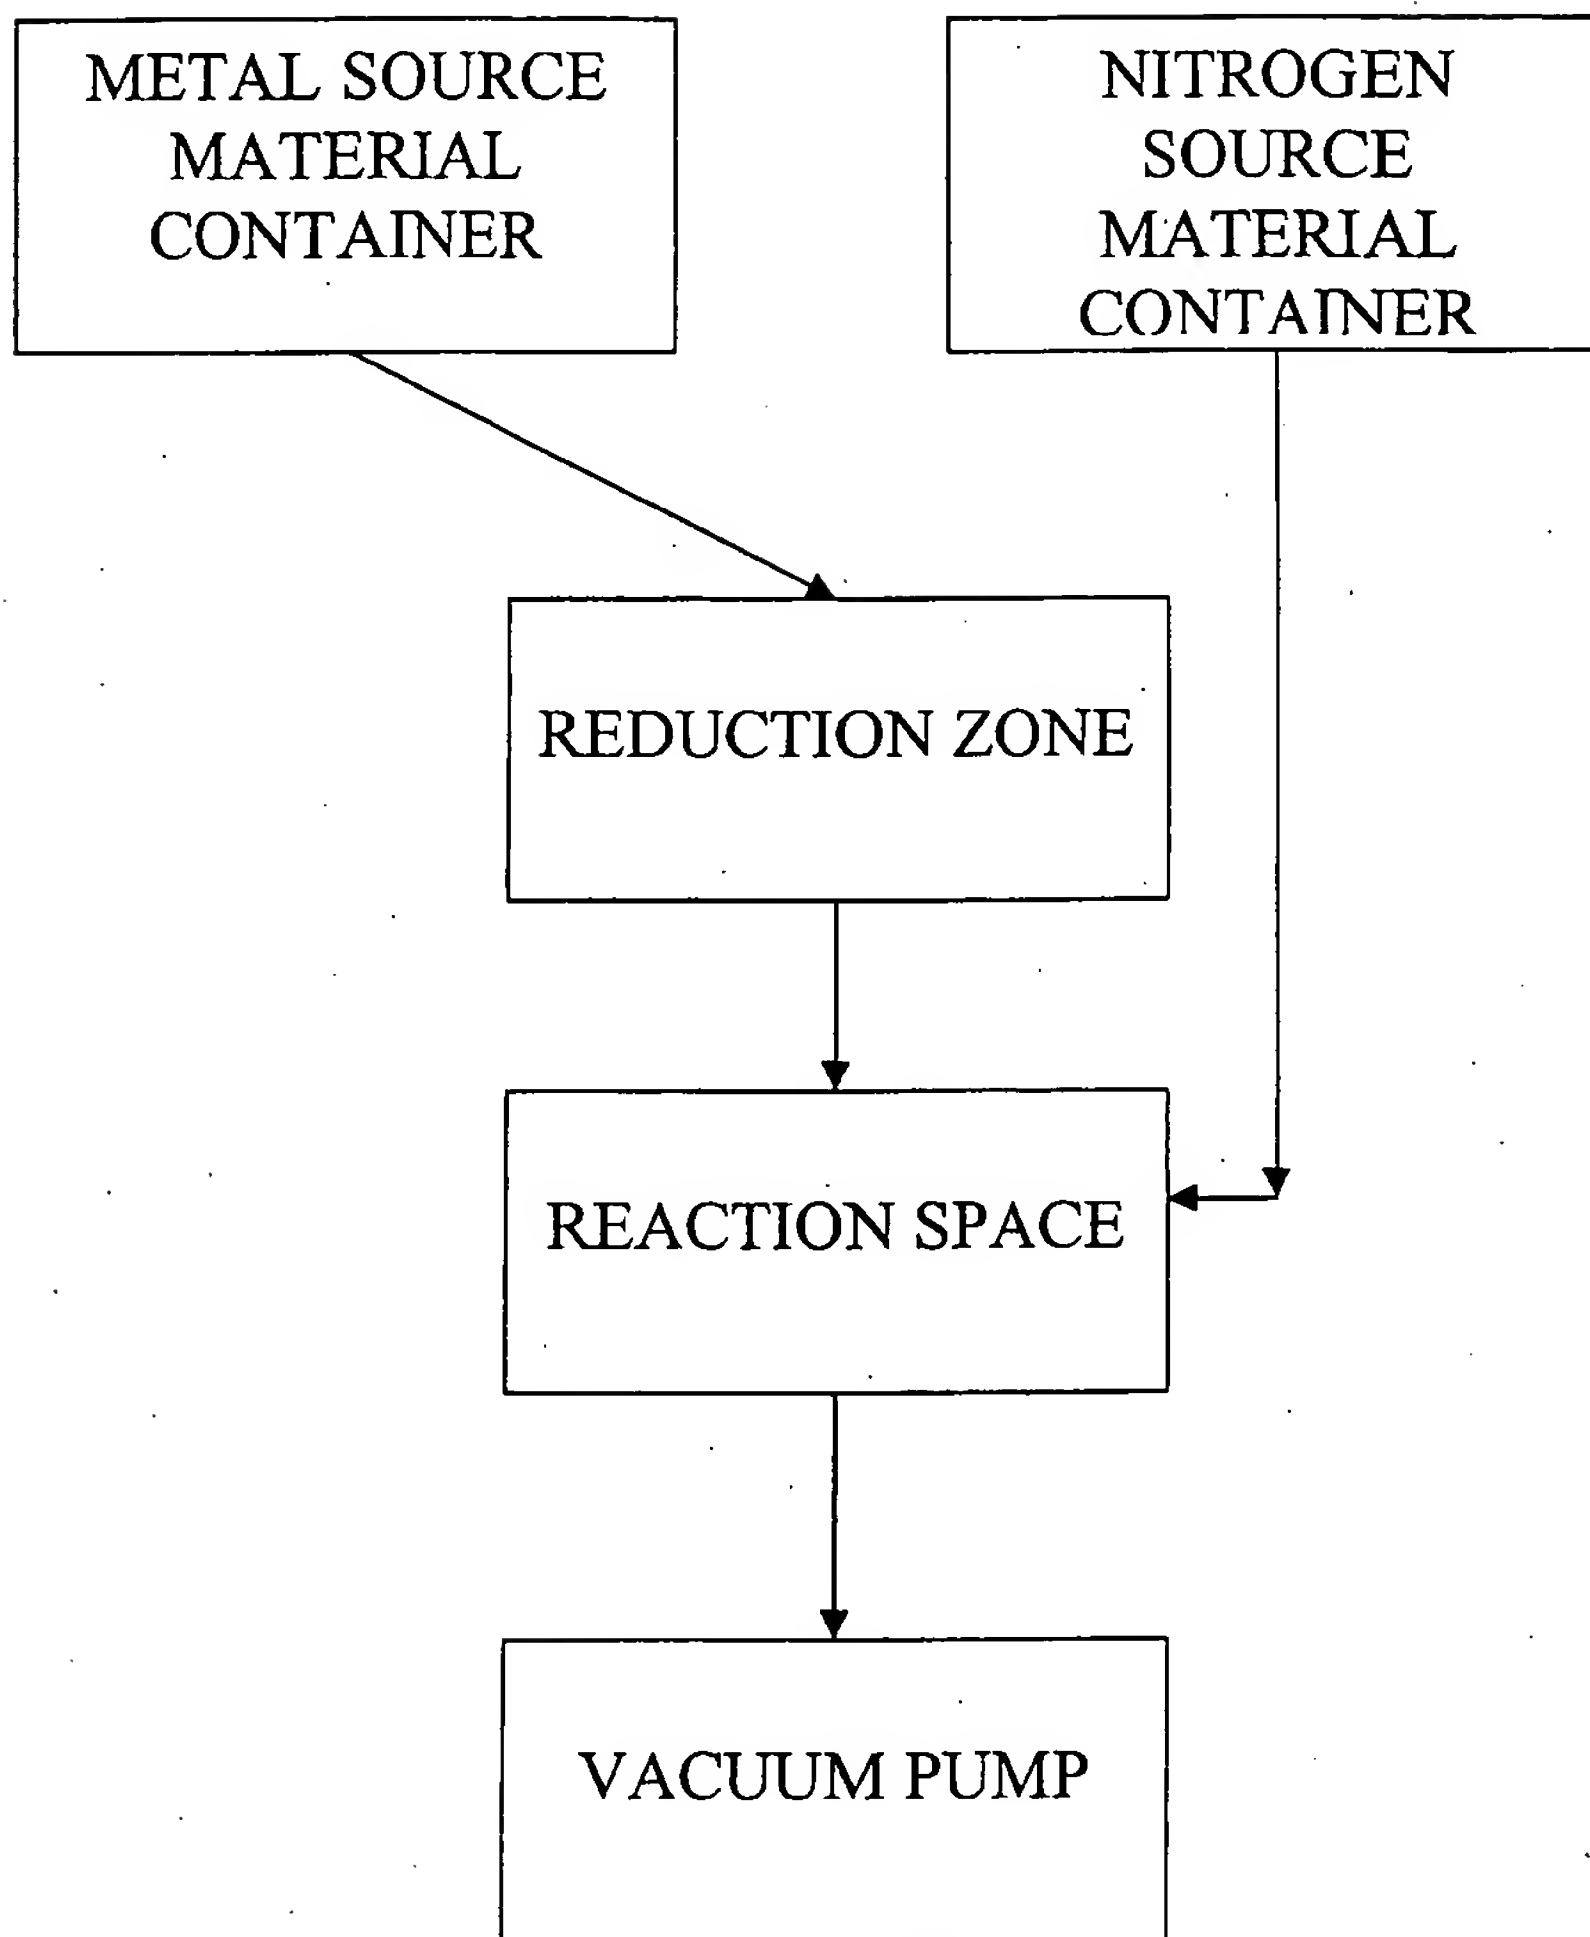 METAL SOURCE
MATERIAL
CONTAINER
NITROGEN
SOURCE
MATERIAL
CONTAINER
REDUCTION ZONE
REACTION SPACE
VACUUM PUMP